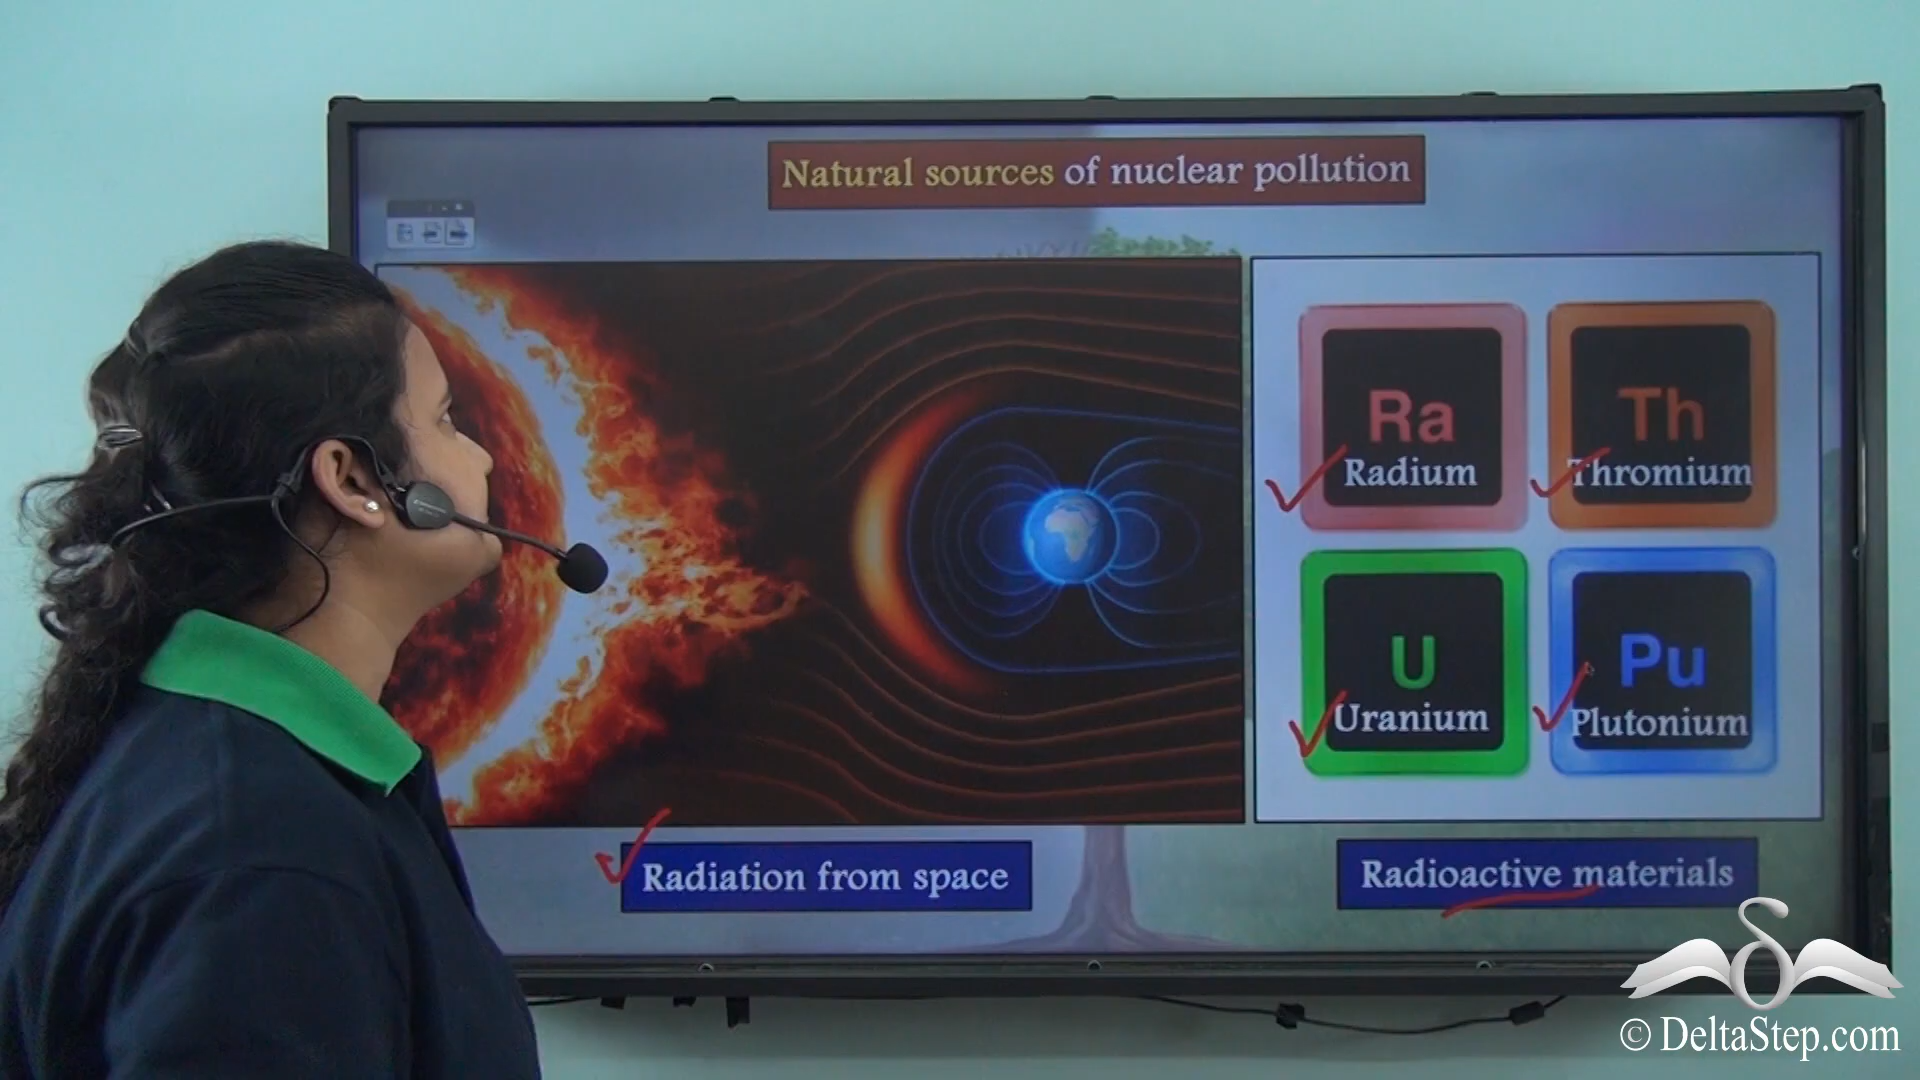 Natural sources of nuclear pollution
Ra
Radium
Th
Thromium
U
Uranium
Pu
Plutonium
Radiation from space
Radioactive materials
© DeltaStep.com